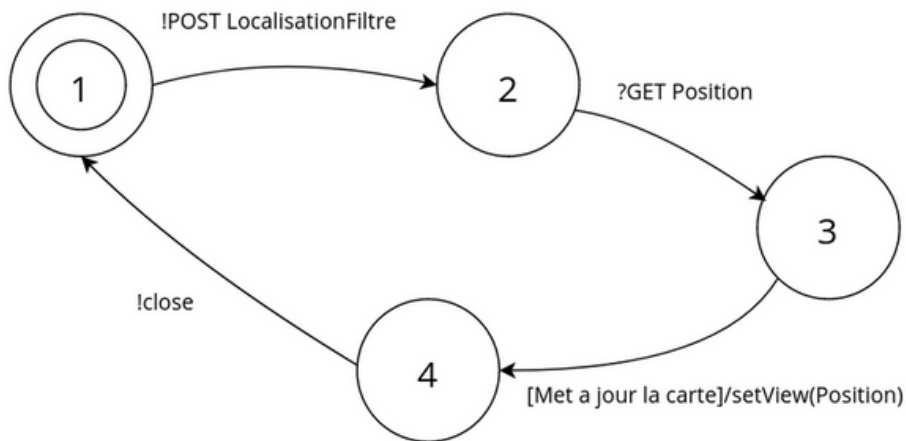 !POST LocalisationFiltre
1
2
?GET Position
3
!close
4
[Met a jour la carte]/setView(Position)